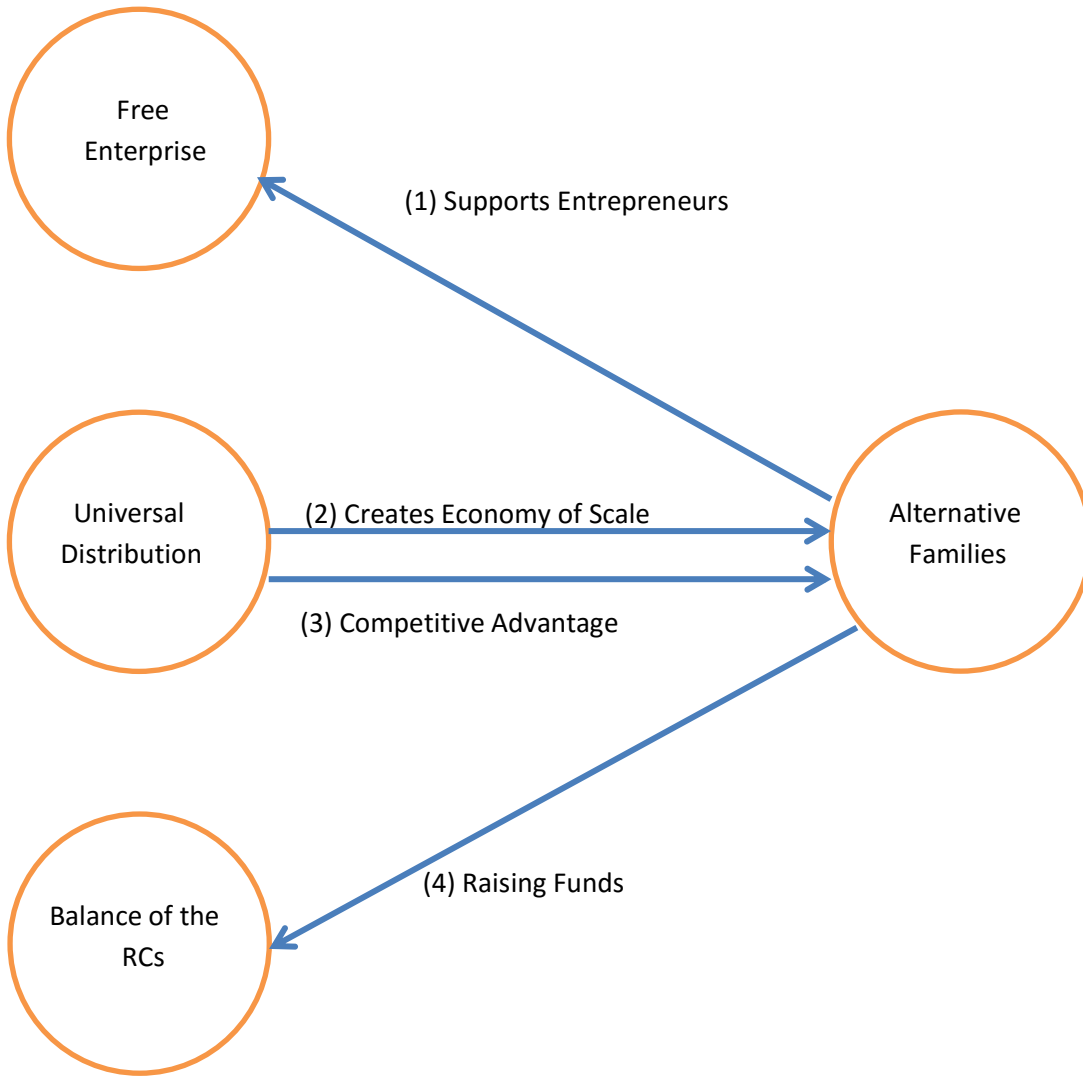 Free
Enterprise
(1) Supports Entrepreneurs
Universal
Distribution
(2) Creates Economy of Scale
Alternative
Families
(3) Competitive Advantage
(4) Raising Funds
Balance of the
RCs